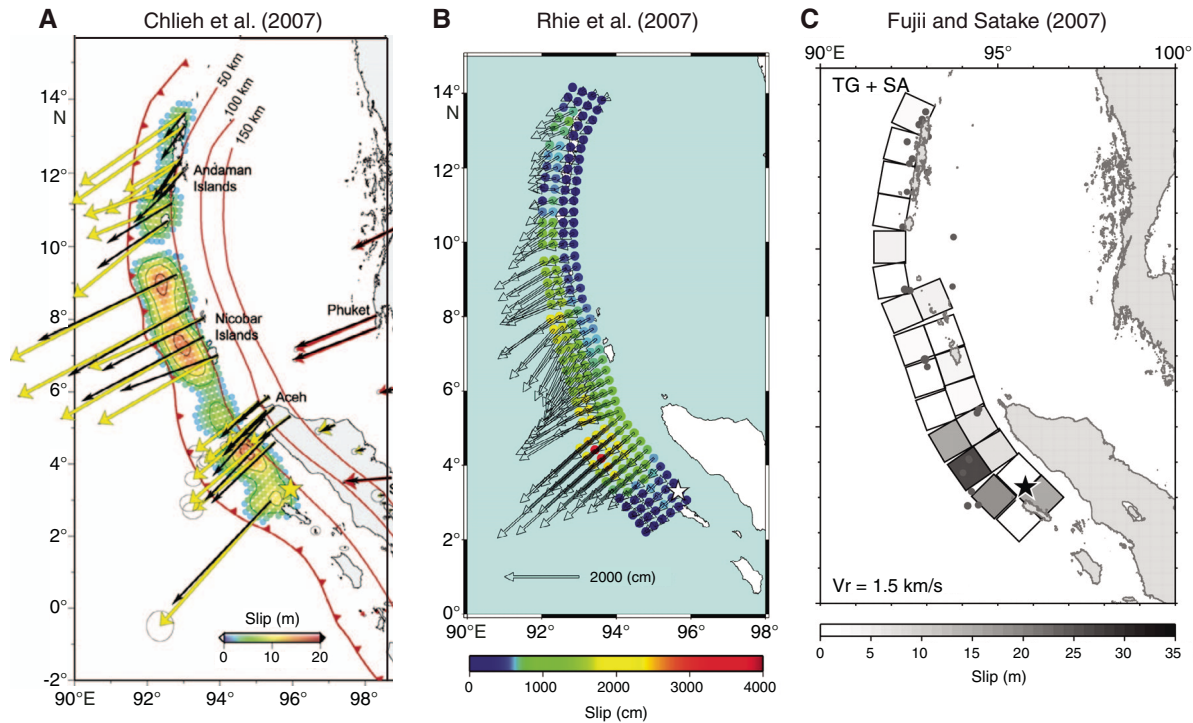 A
Chlieh et al. (2007)
50 km
100 km
150 km
14°
N
12°
10°
8°
6°
4°
2°
0°
-2°
Andaman
Islands
Nicobar
Islands
Phuket
Aceh
Slip (m)
0 10 20
90°E 92° 94° 96° 98°
B
Rhie et al. (2007)
14°
N
12°
10°
8°
6°
4°
2°
0°
2000 (cm)
90°E 92° 94° 96° 98°
0 1000 2000 3000 4000
Slip (cm)
C
Fujii and Satake (2007)
90°E 95° 100°
TG + SA
Vr = 1.5 km/s
0 5 10 15 20 25 30 35
Slip (m)